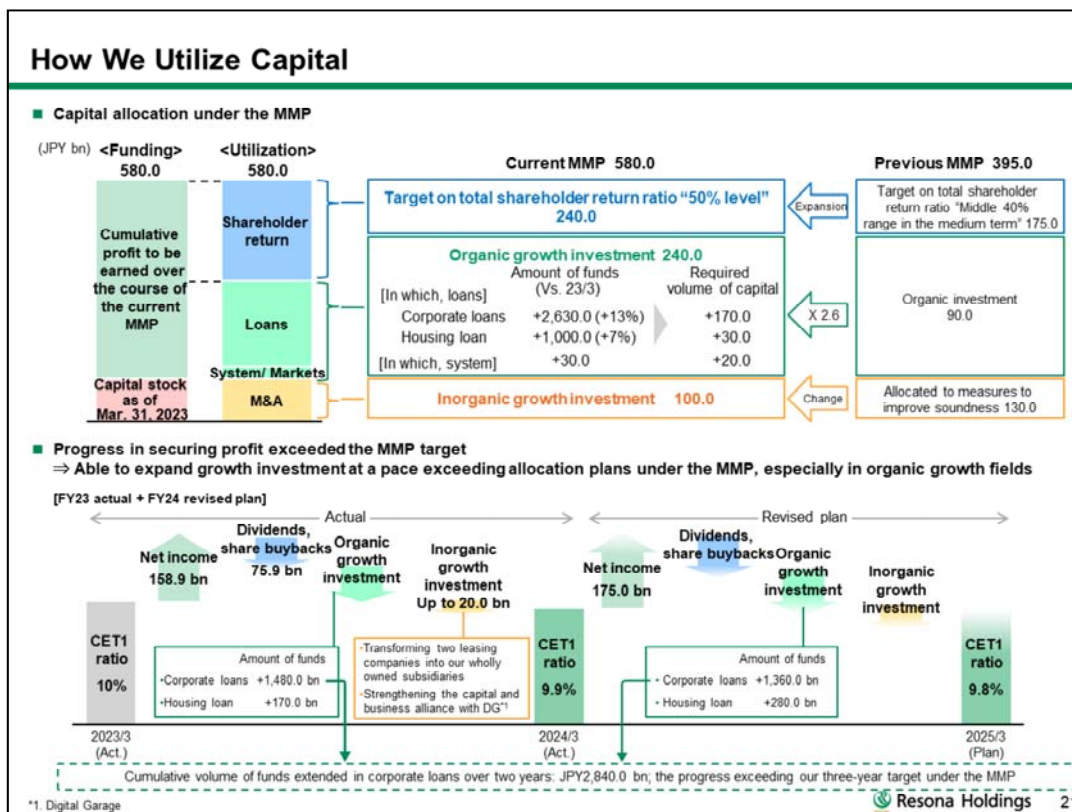 How We Utilize Capital
■ Capital allocation under the MMP
(JPY bn) <Funding> <Utilization>
580.0 580.0
Current MMP 580.0
Previous MMP 395.0
Cumulative
profit to be
earned over
the course of
the current
MMP
Capital stock
as of
Mar. 31, 2023
Shareholder
return
Loans
System/ Markets
M&A
Target on total shareholder return ratio “50% level”
240.0
Expansion
Target on total shareholder
return ratio “Middle 40%
range in the medium term” 175.0
Organic growth investment 240.0
Amount of funds Required
(Vs. 23/3) volume of capital
[In which, loans]
Corporate loans +2,630.0 (+13%) +170.0
Housing loan +1,000.0 (+7%) +30.0
[In which, system] +30.0 +20.0
X 2.6
Organic investment
90.0
Inorganic growth investment 100.0
Change
Allocated to measures to
improve soundness 130.0
■ Progress in securing profit exceeded the MMP target
⇒ Able to expand growth investment at a pace exceeding allocation plans under the MMP, especially in organic growth fields
[FY23 actual + FY24 revised plan]
Actual
Revised plan
Net income
158.9 bn
Dividends,
share buybacks
75.9 bn
Organic
growth
investment
Inorganic
growth
investment
Up to 20.0 bn
Net income
175.0 bn
Dividends,
share buybacks
Organic
growth
investment
Inorganic
growth
investment
CET1
ratio
10%
Amount of funds
・Corporate loans +1,480.0 bn
・Housing loan +170.0 bn
・Transforming two leasing
companies into our wholly
owned subsidiaries
・Strengthening the capital and
business alliance with DG*1
CET1
ratio
9.9%
Amount of funds
・ Corporate loans +1,360.0 bn
・ Housing loan +280.0 bn
CET1
ratio
9.8%
2023/3
(Act.)
2024/3
(Act.)
2025/3
(Plan)
Cumulative volume of funds extended in corporate loans over two years: JPY2,840.0 bn; the progress exceeding our three-year target under the MMP
*1. Digital Garage
Resona Holdings